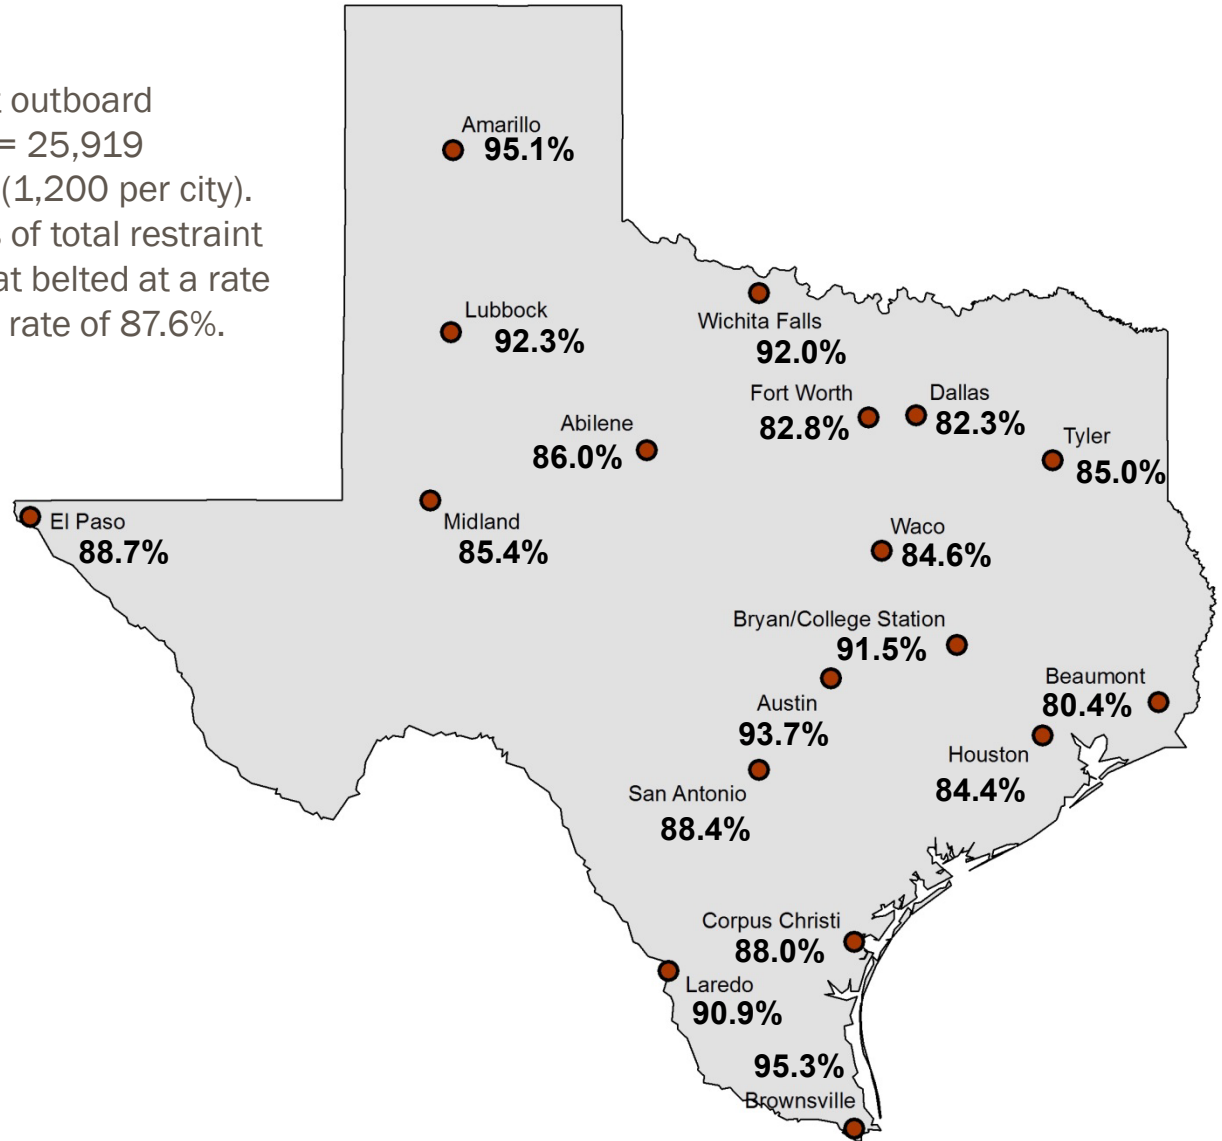 outboard
= 25,919
(1,200 per city).
of total restraint
at belted at a rate
rate of 87.6%.
Amarillo
95.1%
Lubbock
92.3%
Wichita Falls
92.0%
Fort Worth
82.8%
Dallas
82.3%
Abilene
86.0%
Tyler
85.0%
El Paso
88.7%
Midland
85.4%
Waco
84.6%
Bryan/College Station
91.5%
Beaumont
80.4%
Austin
93.7%
Houston
84.4%
San Antonio
88.4%
Corpus Christi
88.0%
Laredo
90.9%
95.3%
Brownsville